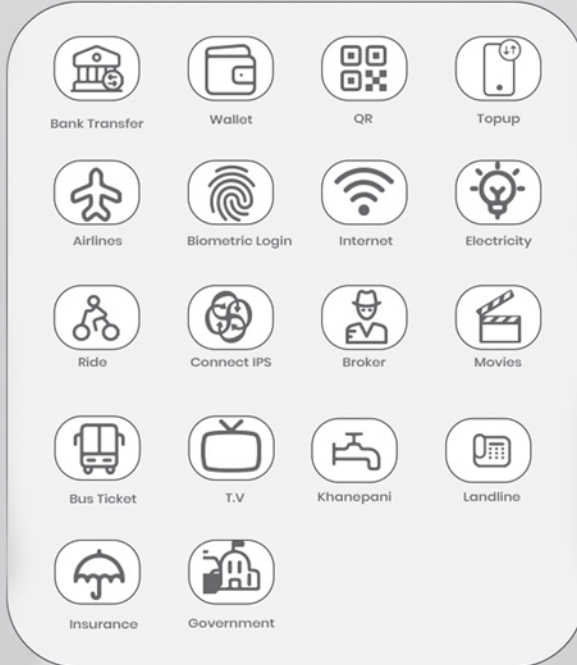 Bank Transfer
Wallet
QR
Topup
Airlines
Biometric Login
Internet
Electricity
Ride
Connect IPS
Broker
Movies
Bus Ticket
T.V
Khanepani
Landline
Insurance
Government